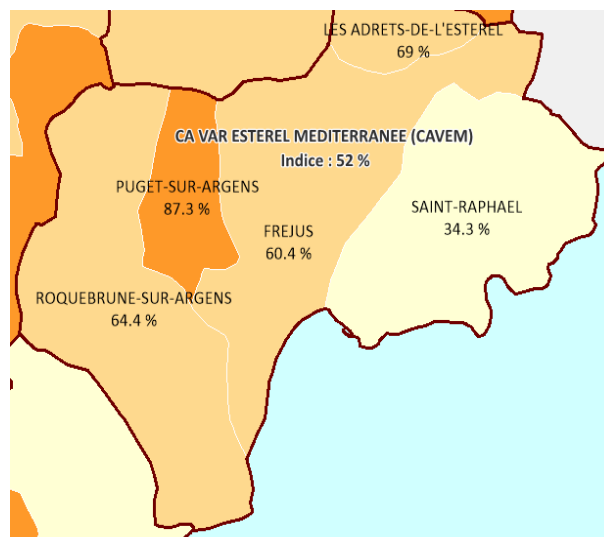 LES ADRETS-DE-L'ESTEREL
69 %
CA VAR ESTEREL MEDITERRANEE (CAVEM)
Indice : 52 %
PUGET-SUR-ARGENS
87.3 %
SAINT-RAPHAEL
34.3 %
FREJUS
60.4 %
ROQUEBRUNE-SUR-ARGENS
64.4 %